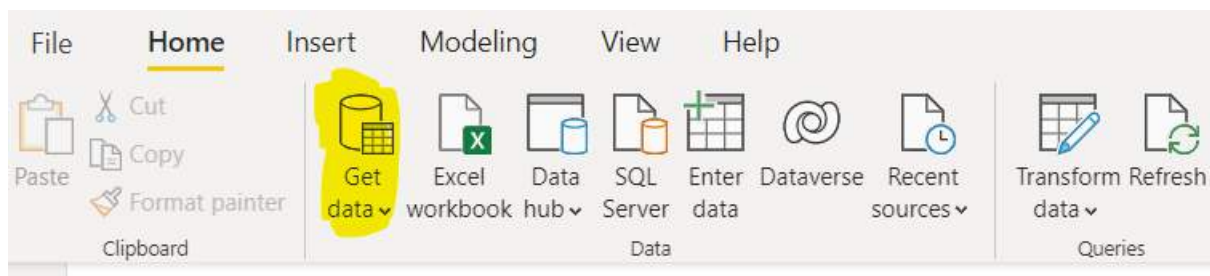 File Home Insert Modeling View Help
Cut
Copy
Paste
Format painter
Clipboard
Get data
Excel workbook
Data hub
SQL Server
Enter data
Dataverse
Recent sources
Data
Transform data
Refresh
Queries